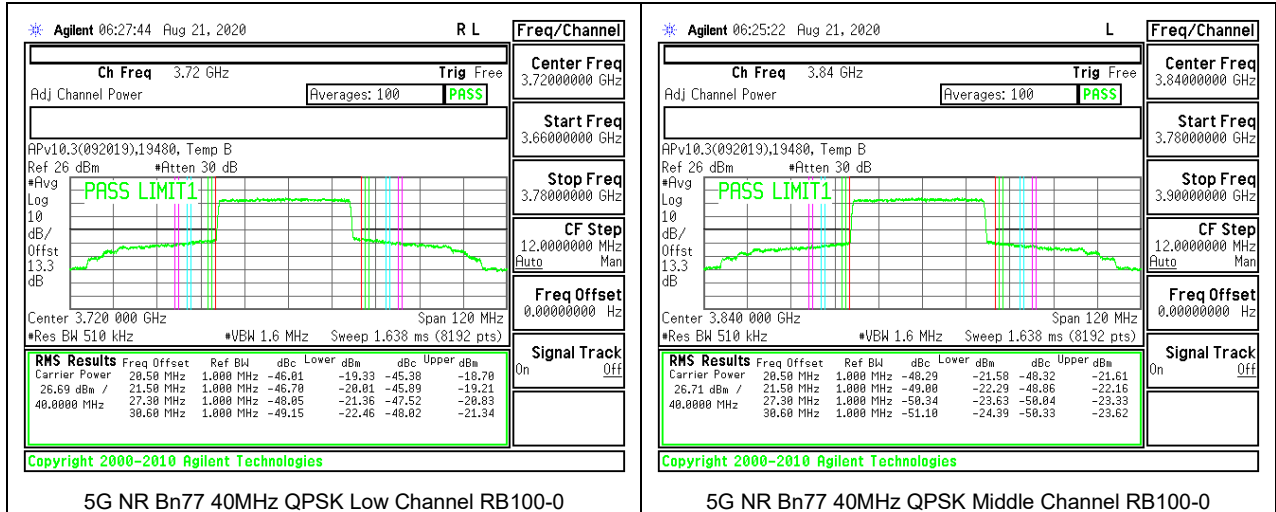 Agilent 06:27:44 Aug 21, 2020 R L Freq/Channel
Ch Freq 3.72 GHz Trig Free
Adj Channel Power Averages: 100 PASS
APv10.3(092019),19480, Temp B
Ref 26 dBm #Atten 30 dB
#Avg
Log
10
dB/
Offst
13.3
dB
PASS LIMIT1
Center 3.720 000 GHz Span 120 MHz
#Res BW 510 kHz #VBW 1.6 MHz Sweep 1.638 ms (8192 pts)
RMS Results Freq Offset Ref BW dBc Lower dBm dBc Upper dBm
Carrier Power 20.50 MHz 1.000 MHz -46.01 -19.33 -45.38 -18.70
26.69 dBm / 21.50 MHz 1.000 MHz -46.70 -20.01 -45.89 -19.21
40.0000 MHz 27.30 MHz 1.000 MHz -48.05 -21.36 -47.52 -20.83
30.60 MHz 1.000 MHz -49.15 -22.46 -48.02 -21.34
Center Freq
3.72000000 GHz
Start Freq
3.66000000 GHz
Stop Freq
3.78000000 GHz
CF Step
12.0000000 MHz
Auto Man
Freq Offset
0.00000000 Hz
Signal Track
On Off
Copyright 2000-2010 Agilent Technologies
5G NR Bn77 40MHz QPSK Low Channel RB100-0
Agilent 06:25:22 Aug 21, 2020 L Freq/Channel
Ch Freq 3.84 GHz Trig Free
Adj Channel Power Averages: 100 PASS
APv10.3(092019),19480, Temp B
Ref 26 dBm #Atten 30 dB
#Avg
Log
10
dB/
Offst
13.3
dB
PASS LIMIT1
Center 3.840 000 GHz Span 120 MHz
#Res BW 510 kHz #VBW 1.6 MHz Sweep 1.638 ms (8192 pts)
RMS Results Freq Offset Ref BW dBc Lower dBm dBc Upper dBm
Carrier Power 20.50 MHz 1.000 MHz -48.29 -21.58 -48.32 -21.61
26.71 dBm / 21.50 MHz 1.000 MHz -49.00 -22.29 -48.86 -22.16
40.0000 MHz 27.30 MHz 1.000 MHz -50.34 -23.63 -50.04 -23.33
30.60 MHz 1.000 MHz -51.10 -24.39 -50.33 -23.62
Center Freq
3.84000000 GHz
Start Freq
3.78000000 GHz
Stop Freq
3.90000000 GHz
CF Step
12.0000000 MHz
Auto Man
Freq Offset
0.00000000 Hz
Signal Track
On Off
Copyright 2000-2010 Agilent Technologies
5G NR Bn77 40MHz QPSK Middle Channel RB100-0